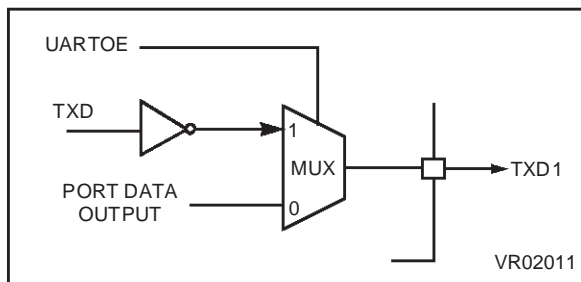 UARTOE
TXD
1
MUX
TXD1
PORT DATA
OUTPUT
0
VR02011